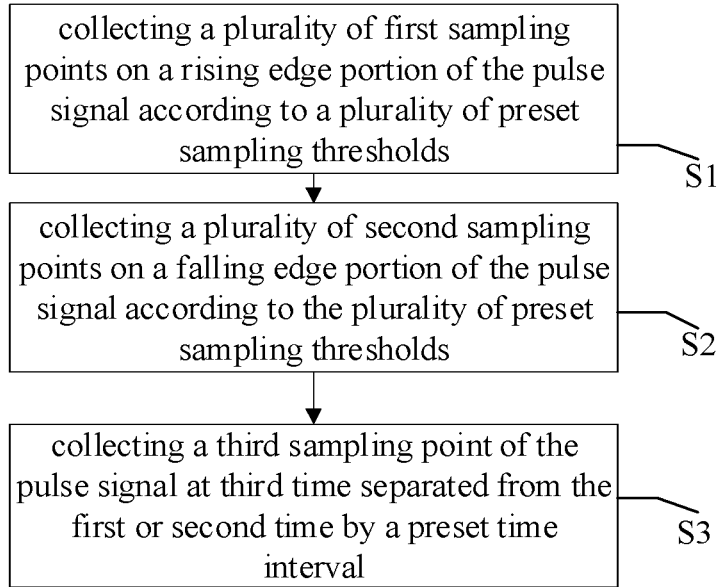 collecting a plurality of first sampling
points on a rising edge portion of the pulse
signal according to a plurality of preset
sampling thresholds
S1
collecting a plurality of second sampling
points on a falling edge portion of the pulse
signal according to the plurality of preset
sampling thresholds
S2
collecting a third sampling point of the
pulse signal at third time separated from the
first or second time by a preset time
interval
S3